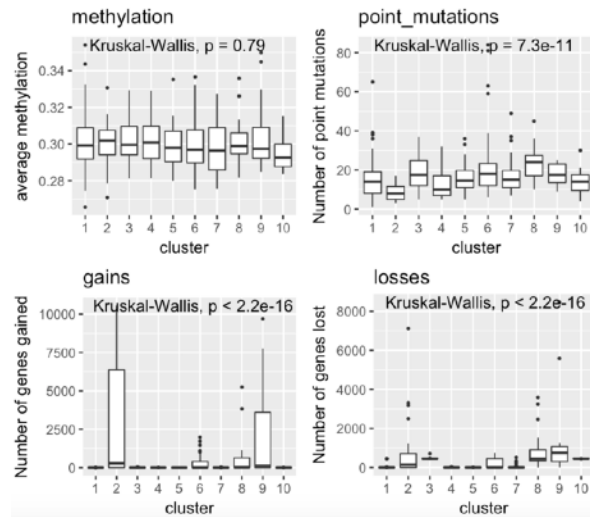 methylation
Kruskal-Wallis, p = 0.79
average methylation
0.34
0.32
0.30
0.28
1 2 3 4 5 6 7 8 9 10
cluster
point_mutations
Kruskal-Wallis, p = 7.3e-11
Number of point mutations
80
60
40
20
0
1 2 3 4 5 6 7 8 9 10
cluster
gains
Kruskal-Wallis, p < 2.2e-16
Number of genes gained
10000
7500
5000
2500
0
1 2 3 4 5 6 7 8 9 10
cluster
losses
Kruskal-Wallis, p < 2.2e-16
Number of genes lost
8000
6000
4000
2000
0
1 2 3 4 5 6 7 8 9 10
cluster